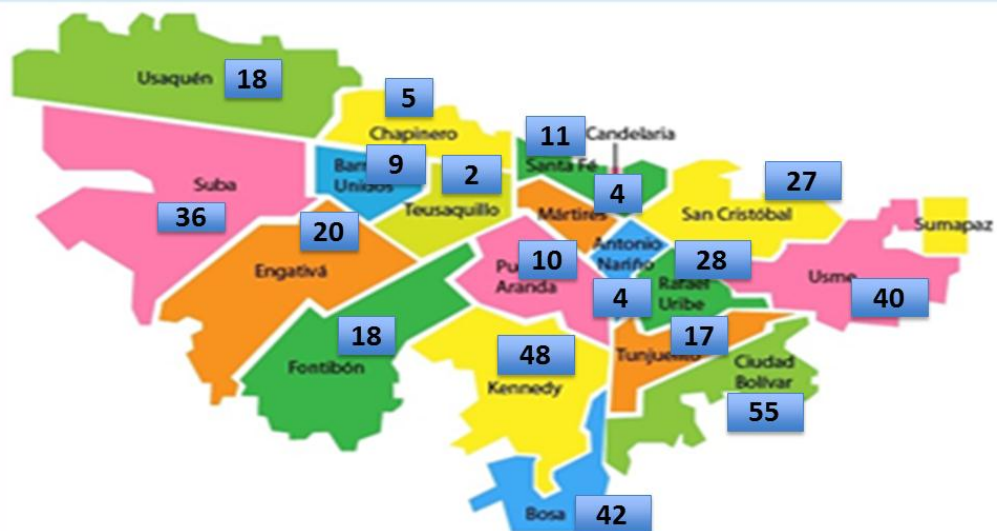 Usaquén
18
5
Chapinero
11
Candelaria
Santa Fé
9
Unidos
2
Teusaquillo
4
27
San Cristóbal
Sumapaz
Suba
36
20
Engativá
Mártires
Antonio
Nariño
10
Aranda
28
Rafael
Uribe
Usme
40
4
18
Fontibón
48
Kennedy
17
Ciudad
Bolívar
55
Bosa
42